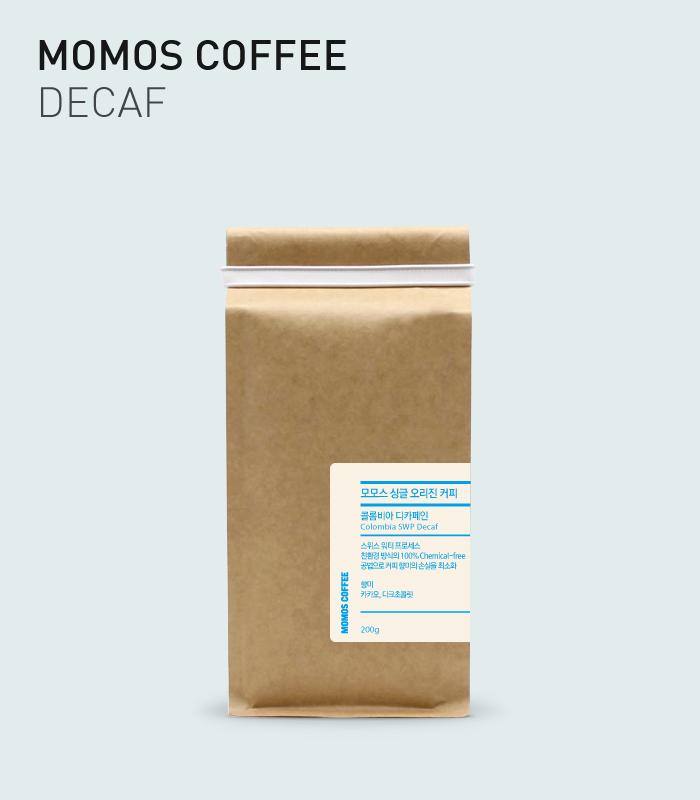 MOMOS COFFEE
DECAF
모모스 싱글 오리진 커피
콜롬비아 디카페인
Colombia SWP Decaf
스위스 워터 프로세스
친환경 방식의 100% Chemical-free
공법으로 커피 향미의 손실을 최소화
향미
카카오, 다크초콜릿
200g
MOMOS COFFEE